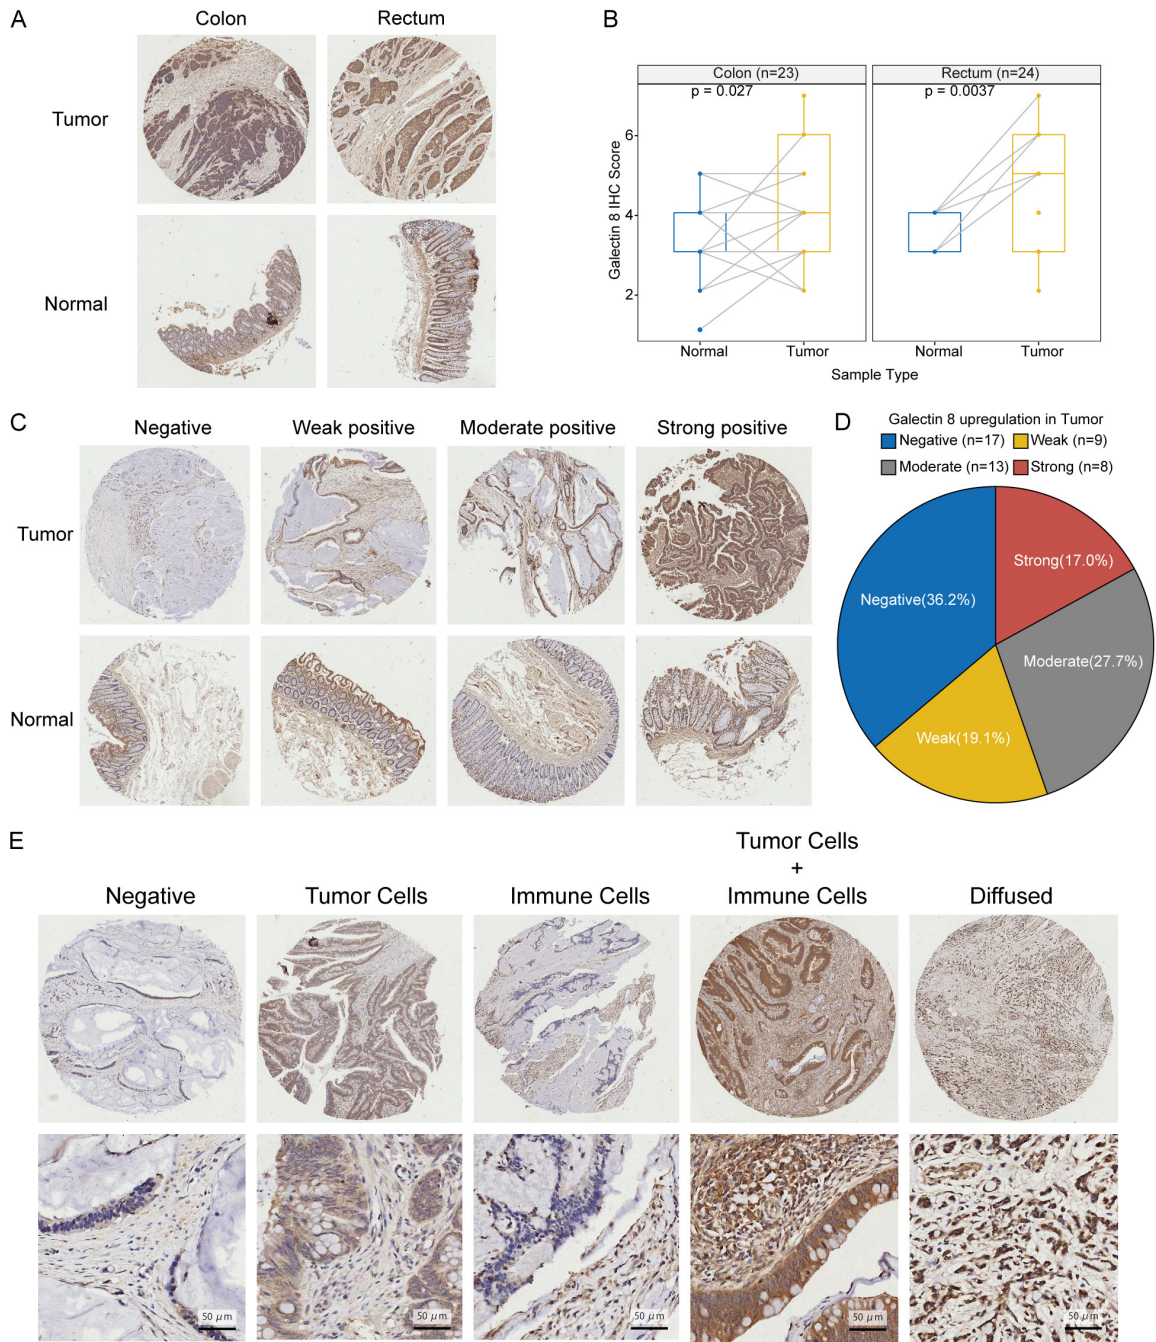 A
Colon
Rectum
Tumor
Normal
B
Colon (n=23)
Rectum (n=24)
p = 0.027
p = 0.0037
Galectin 8 IHC Score
6
4
2
Normal
Tumor
Normal
Tumor
Sample Type
C
Negative
Weak positive
Moderate positive
Strong positive
Tumor
Normal
D
Galectin 8 upregulation in Tumor
Negative (n=17)
Weak (n=9)
Moderate (n=13)
Strong (n=8)
Strong(17.0%)
Negative(36.2%)
Moderate(27.7%)
Weak(19.1%)
E
Negative
Tumor Cells
Immune Cells
Tumor Cells
+
Immune Cells
Diffused
50 μm
50 μm
50 μm
50 μm
50 μm